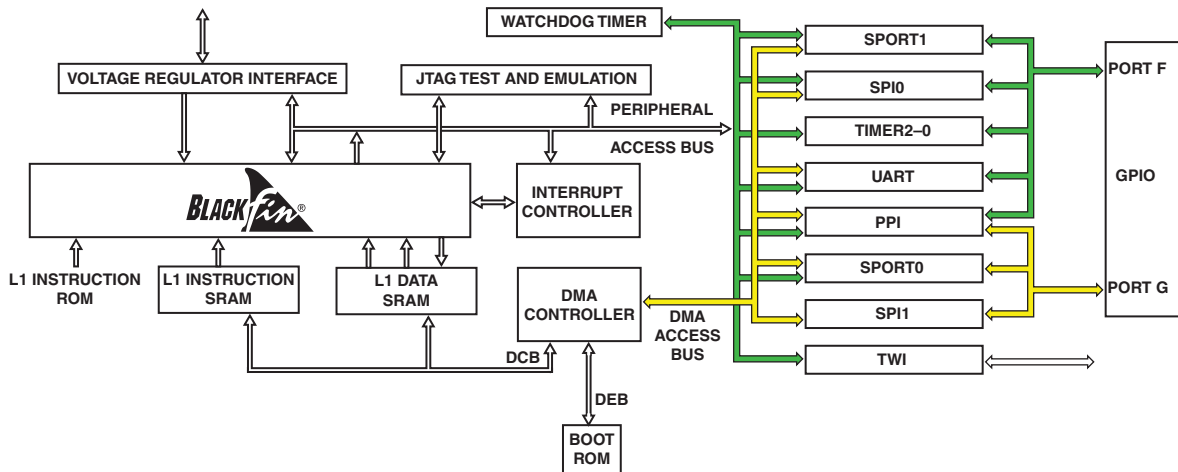 WATCHDOG TIMER
VOLTAGE REGULATOR INTERFACE
JTAG TEST AND EMULATION
PERIPHERAL
ACCESS BUS
BLACKfin®
INTERRUPT
CONTROLLER
L1 INSTRUCTION
ROM
L1 INSTRUCTION
SRAM
L1 DATA
SRAM
DMA
CONTROLLER
DMA
ACCESS
BUS
DCB
DEB
BOOT
ROM
SPORT1
SPI0
TIMER2–0
UART
PPI
SPORT0
SPI1
TWI
PORT F
GPIO
PORT G